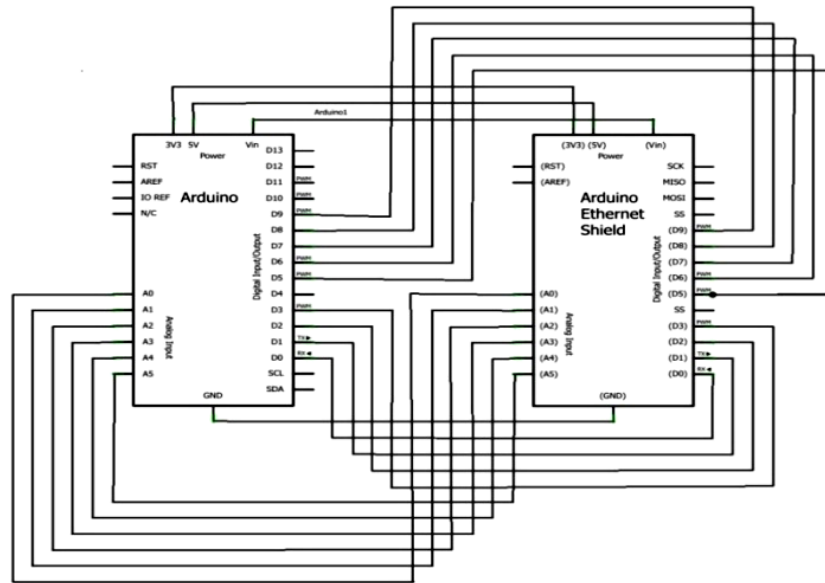 Arduino1
3V3 5V Vin
Power
RST
AREF
IO REF
N/C
Arduino
D13
D12
D11 PWM
D10 PWM
D9 PWM
D8
D7
D6 PWM
D5 PWM
D4
D3 PWM
D2
D1 TX
D0 RX
SCL
SDA
Digital Input/Output
A0
A1
A2
A3
A4
A5
Analog Input
GND
(3V3) (5V) (Vin)
Power
(RST)
(AREF)
Arduino
Ethernet
Shield
SCK
MISO
MOSI
SS
(D9) PWM
(D8)
(D7)
(D6) PWM
(D5) PWM
SS
(D3) PWM
(D2)
(D1) TX
(D0) RX
Digital Input/Output
(A0)
(A1)
(A2)
(A3)
(A4)
(A5)
Analog Input
(GND)